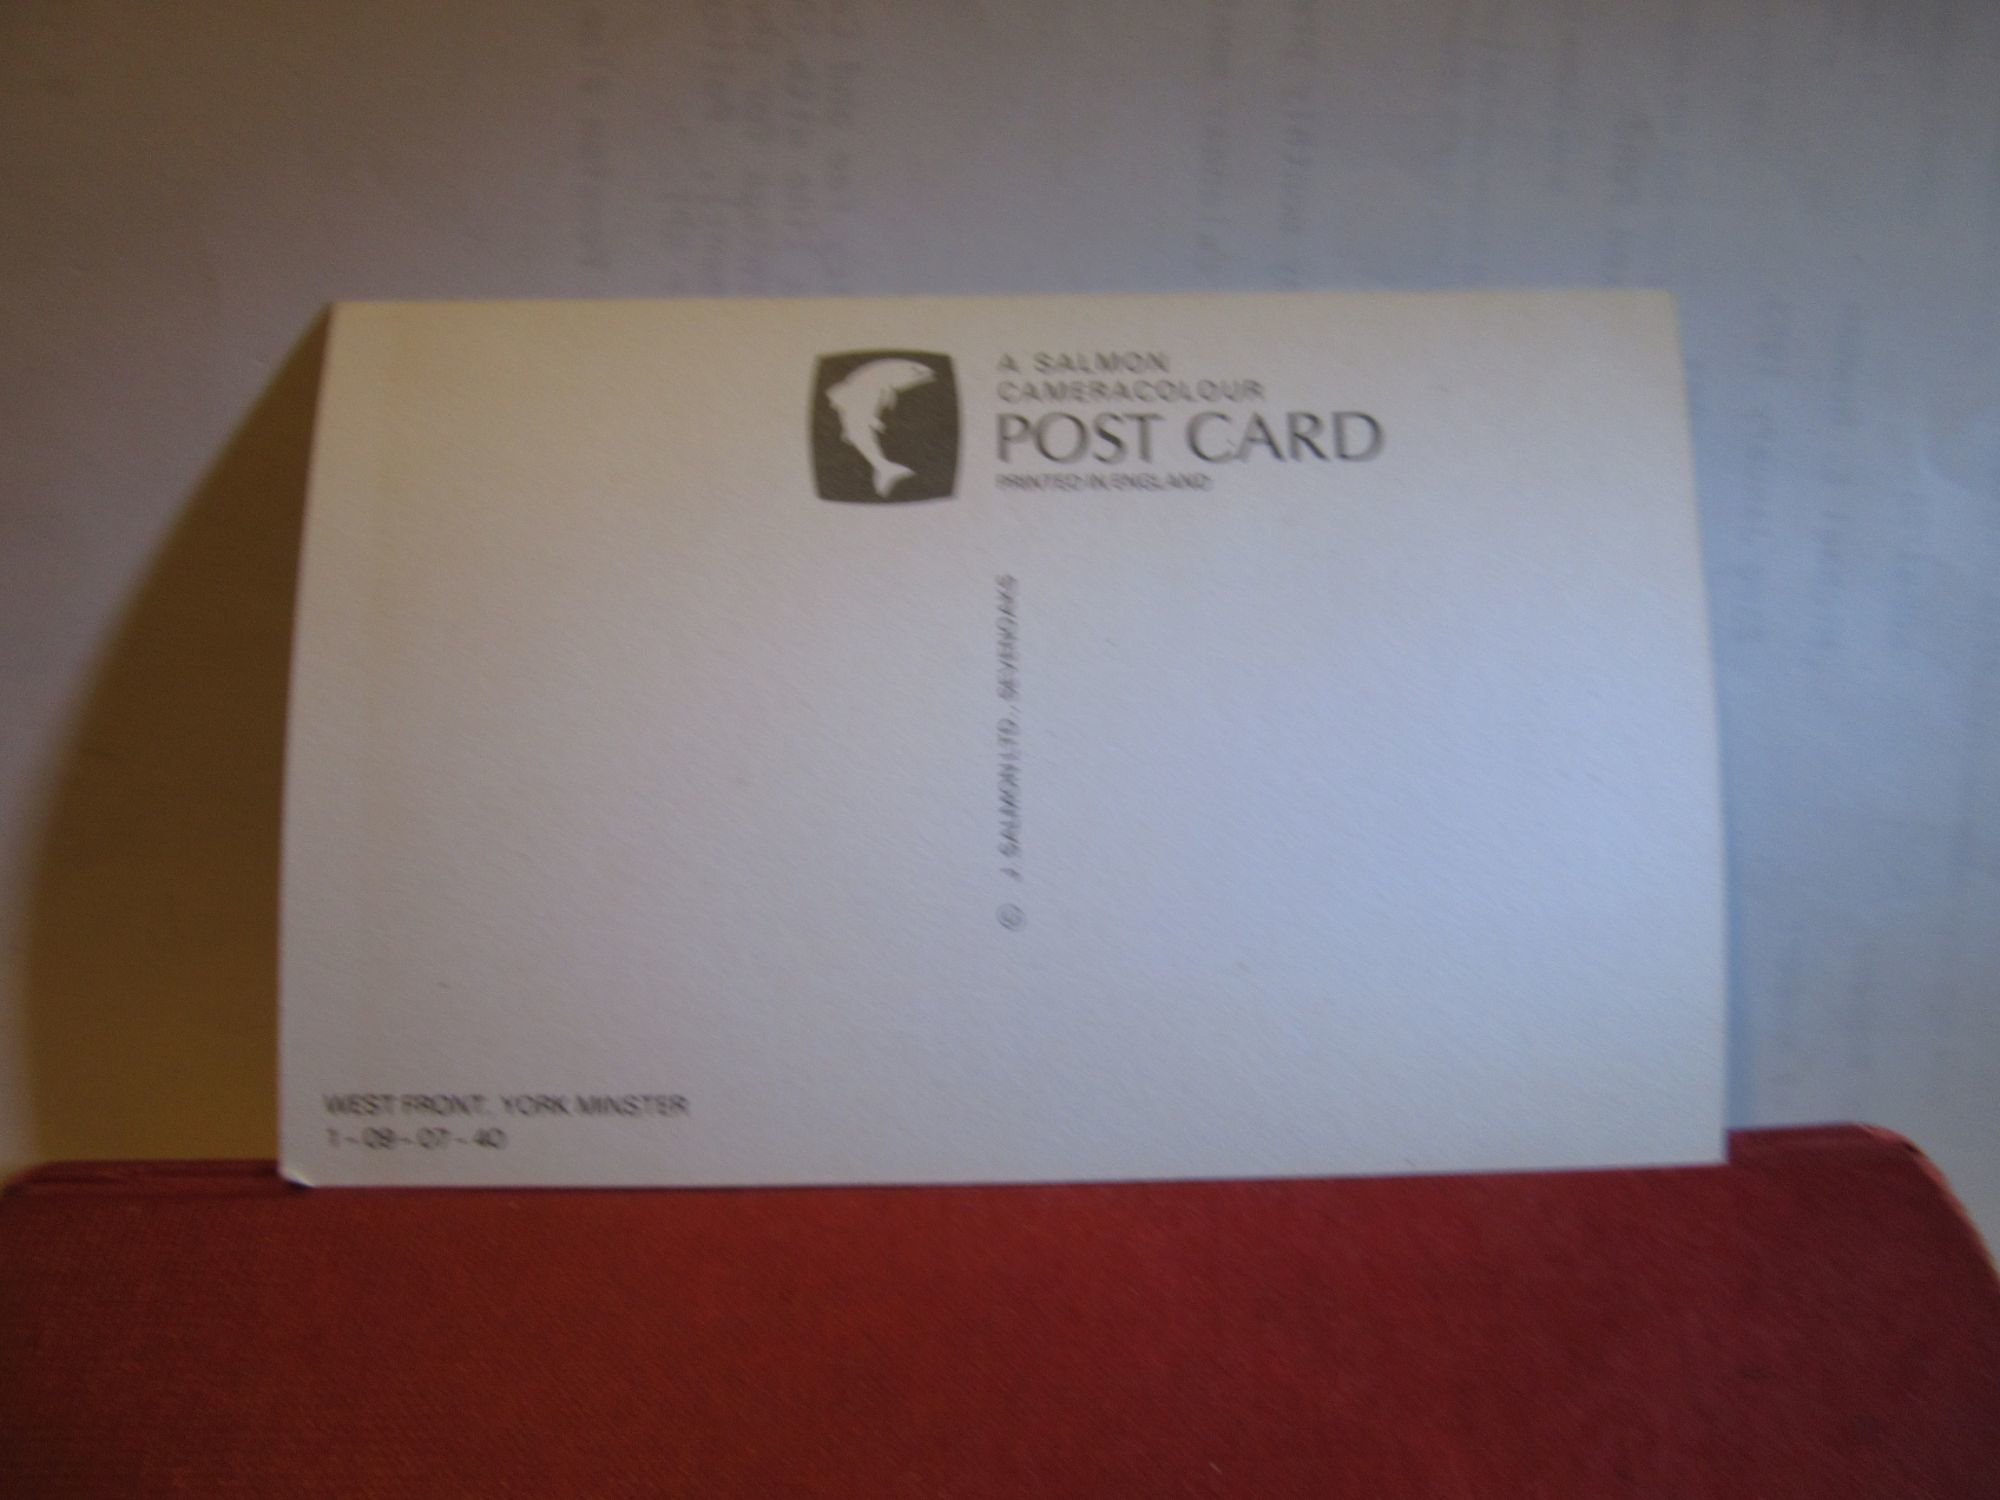 A SALMON
CAMERACOLOUR
POST CARD
PRINTED IN ENGLAND
© J SALMON LTD., SEVENOAKS
WEST FRONT, YORK MINSTER
1-09-07-40